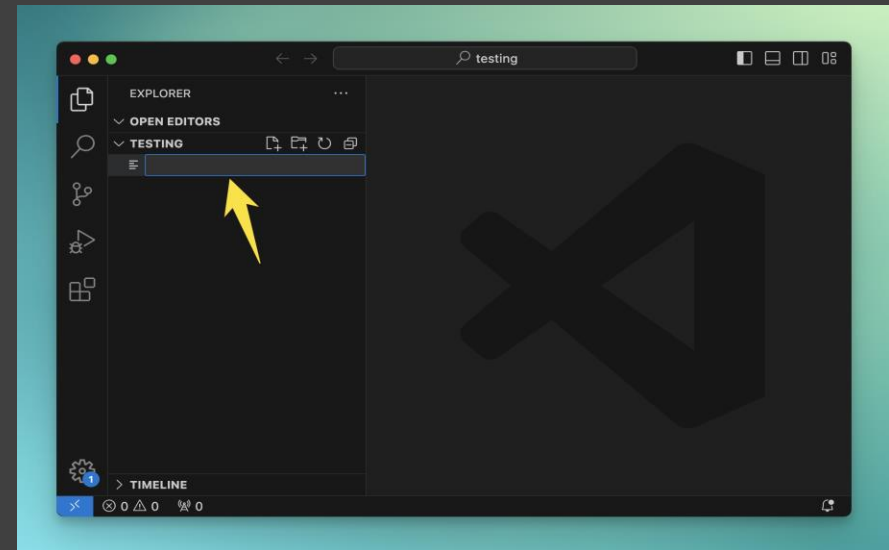 testing
EXPLORER
OPEN EDITORS
TESTING
1
TIMELINE
0 0 0